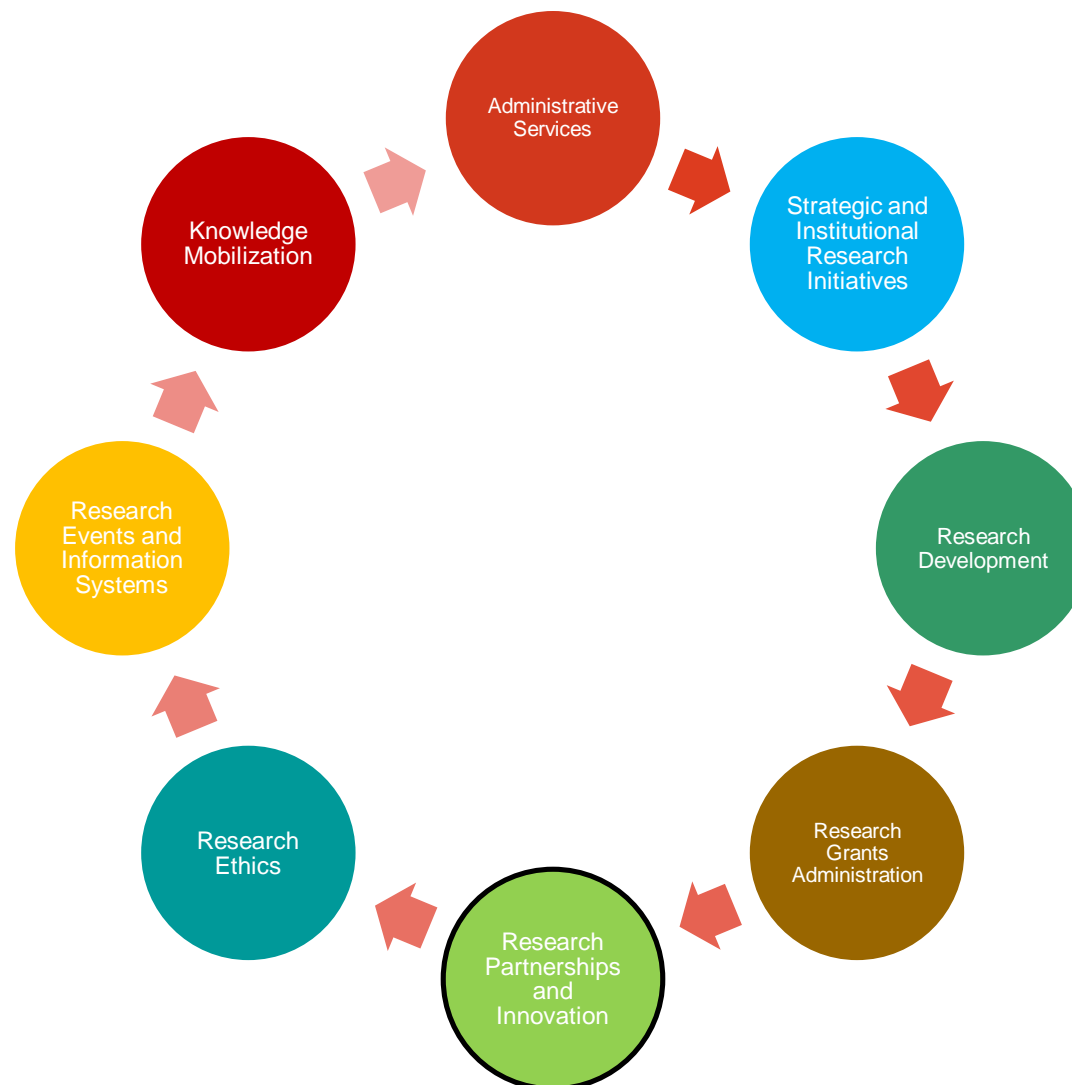 Administrative
Services
Strategic and
Institutional
Research
Initiatives
Research
Development
Research
Grants
Administration
Research
Partnerships
and
Innovation
Research
Ethics
Research
Events and
Information
Systems
Knowledge
Mobilization